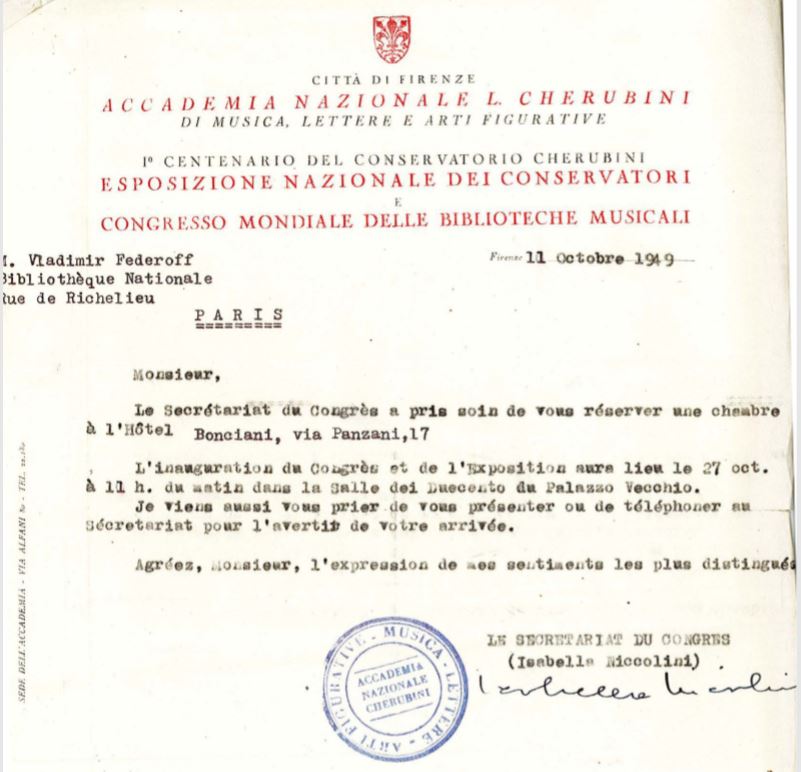 CITTÀ DI FIRENZE
ACCADEMIA NAZIONALE L. CHERUBINI
DI MUSICA, LETTERE E ARTI FIGURATIVE
1º CENTENARIO DEL CONSERVATORIO CHERUBINI
ESPOSIZIONE NAZIONALE DEI CONSERVATORI
E
CONGRESSO MONDIALE DELLE BIBLIOTECHE MUSICALI
M. Vladimir Federoff
Bibliothèque Nationale
Rue de Richelieu
PARIS
Firenze 11 Octobre 1949
Monsieur,
Le Secrétariat du Congrès a pris soin de vous réserver une chambre
à l'Hôtel Bonciani, via Panzani,17
L'inauguration du Congrès et de l'Exposition aura lieu le 27 oct.
à 11 h. du matin dans la Salle dei Duecento du Palazzo Vecchio.
Je viens aussi vous prier de vous présenter ou de téléphoner au
Sécretariat pour l'avertir de votre arrivée.
Agréez, Monsieur, l'expression de mes sentiments les plus distingués
LE SECRETARIAT DU CONGRES
(Isabella Niccolini)
MUSICA - LETTERE - ARTI FIGURATIVE -
ACCADEMIA
NAZIONALE
CHERUBINI
SEDE DELL'ACCADEMIA - VIA ALFANI 80 - TEL.